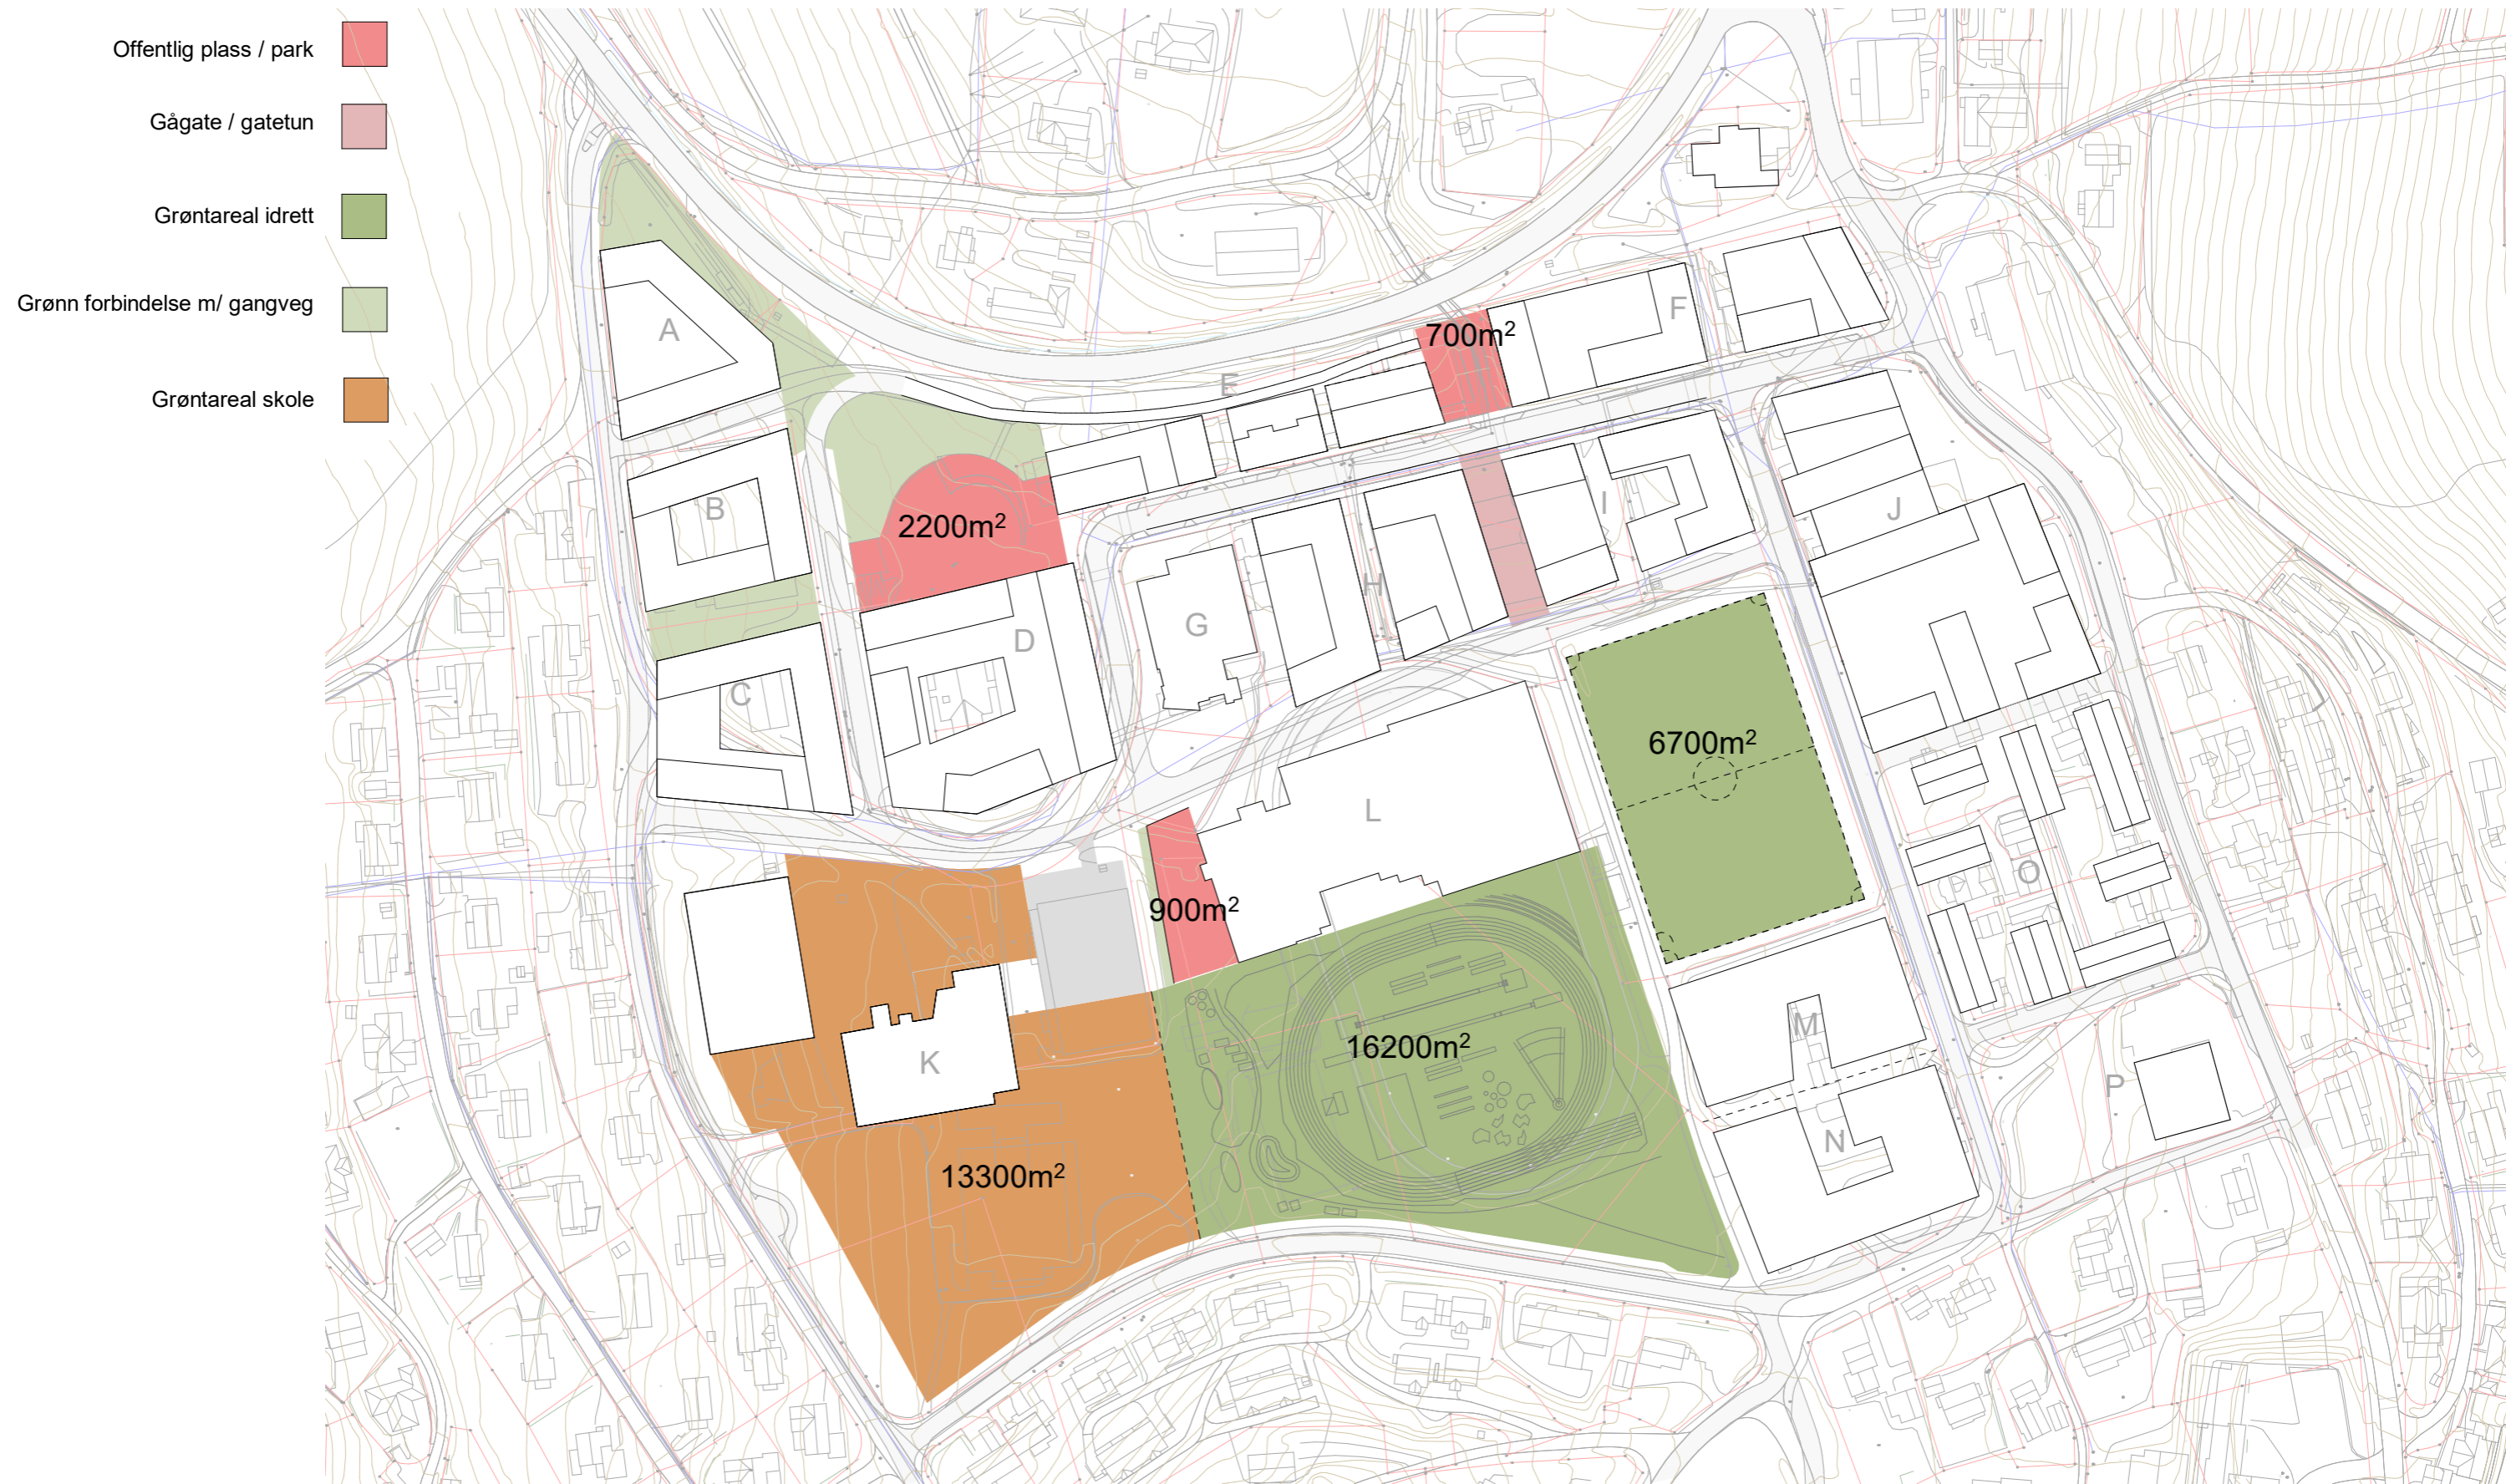 Offentlig plass / park
Gågate / gatetun
Grøntareal idrett
Grønn forbindelse m/ gangveg
Grøntareal skole
A
F
700m²
E
B
2200m²
I
J
H
G
D
C
6700m²
L
O
900m²
M
16200m²
K
P
N
13300m²